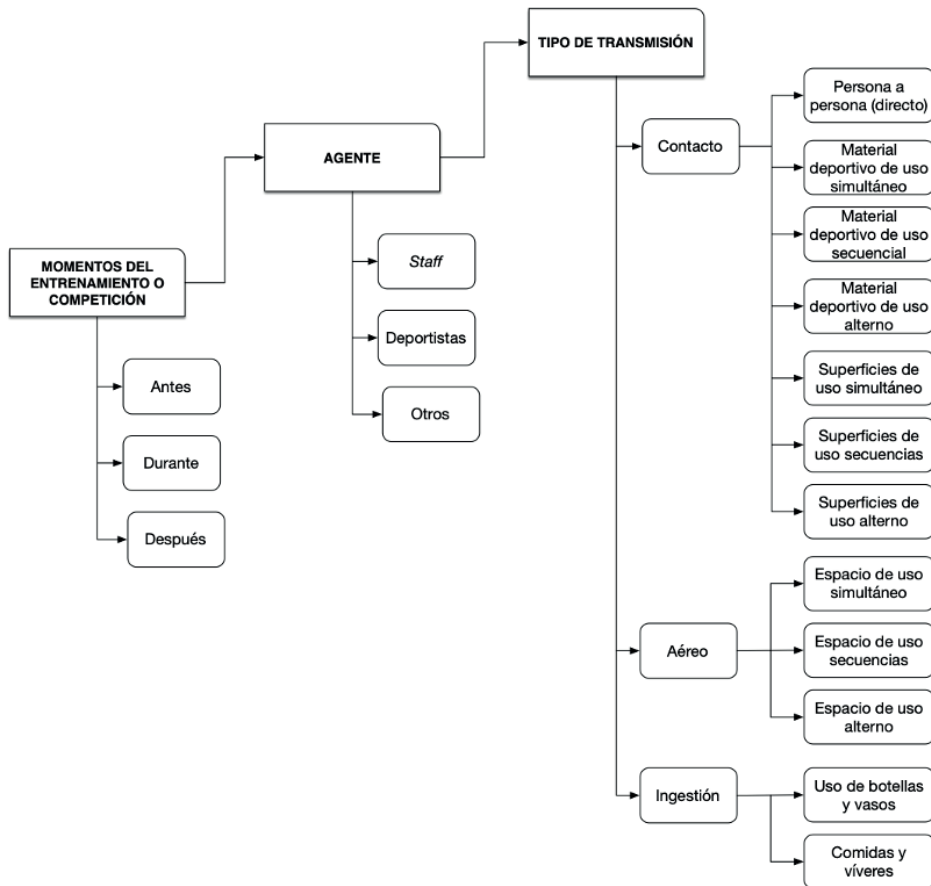 TIPO DE TRANSMISIÓN
Persona a
persona (directo)
Contacto
AGENTE
Material
deportivo de uso
simultáneo
Material
deportivo de uso
secuencial
Staff
MOMENTOS DEL
ENTRENAMIENTO O
COMPETICIÓN
Material
deportivo de uso
alterno
Deportistas
Superficies de
uso simultáneo
Antes
Otros
Superficies de
uso secuencias
Durante
Superficies de
uso alterno
Después
Espacio de uso
simultáneo
Aéreo
Espacio de uso
secuencias
Espacio de uso
alterno
Ingestión
Uso de botellas
y vasos
Comidas y
víveres